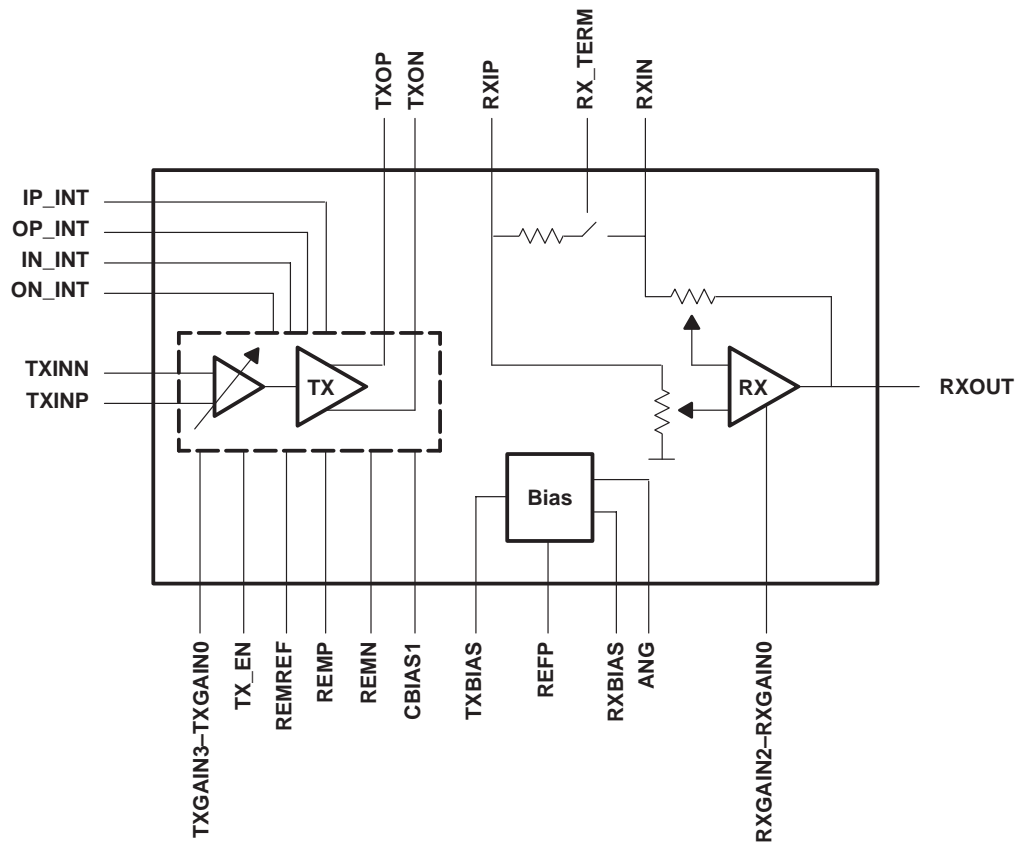 TXOP
TXON
RXIP
RX_TERM
RXIN
IP_INT
OP_INT
IN_INT
ON_INT
TXINN
TXINP
TX
RX
RXOUT
Bias
TXGAIN3–TXGAIN0
TX_EN
REMREF
REMP
REMN
CBIAS1
TXBIAS
REFP
RXBIAS
ANG
RXGAIN2–RXGAIN0